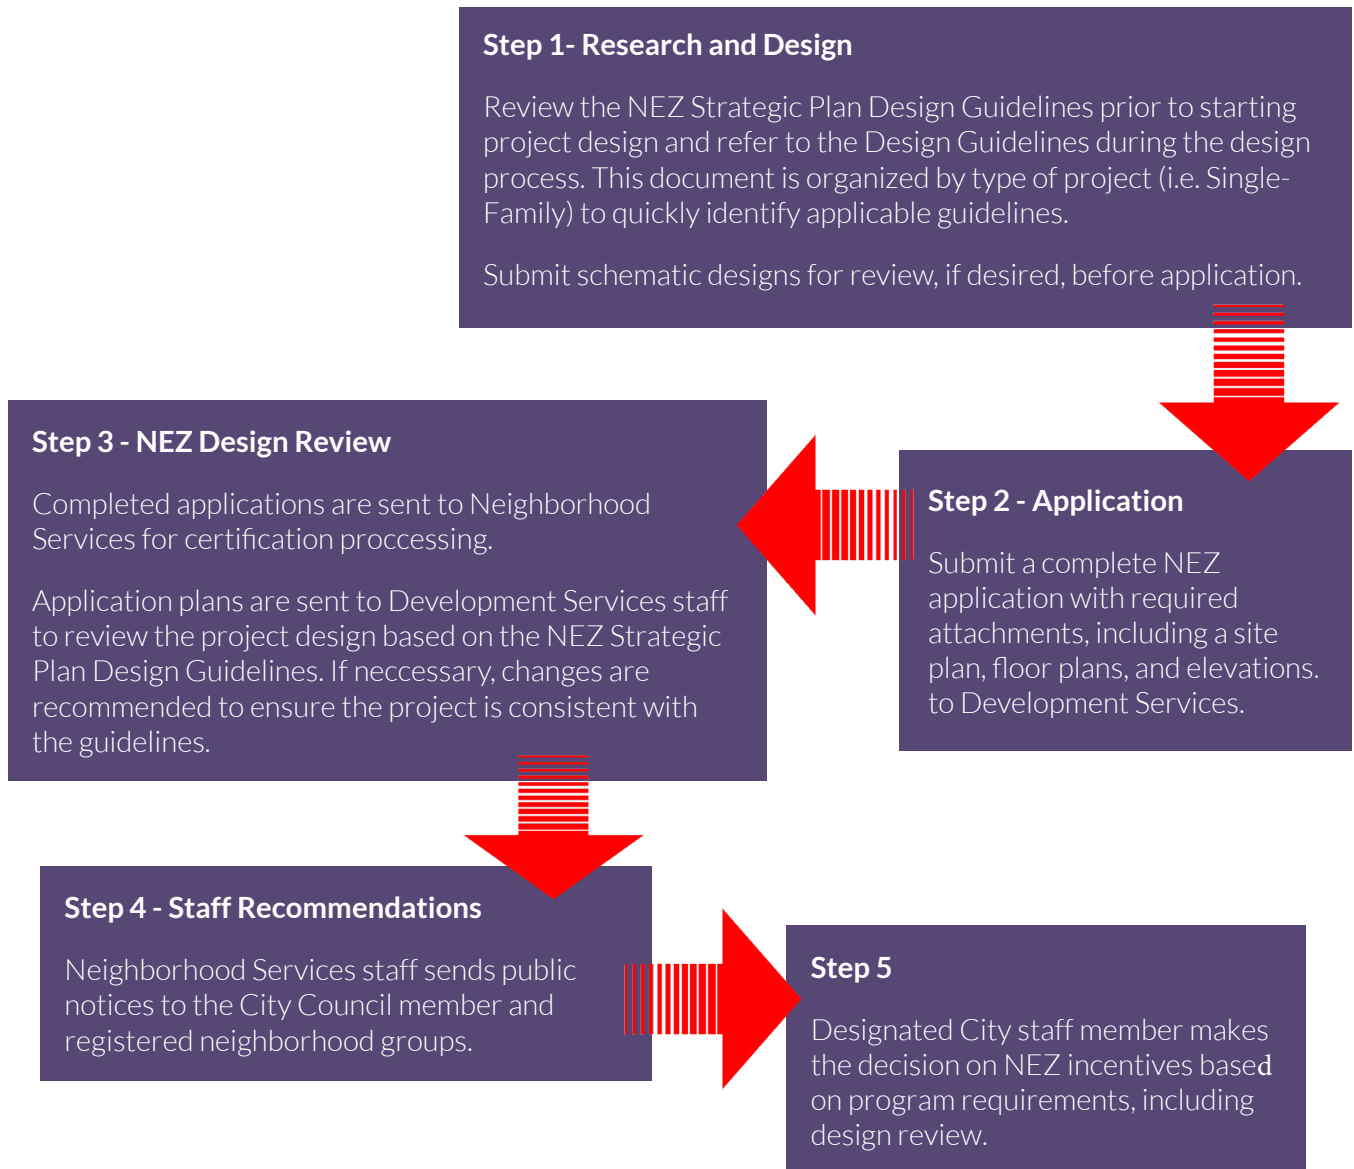 Step 1- Research and Design
Review the NEZ Strategic Plan Design Guidelines prior to starting
project design and refer to the Design Guidelines during the design
process. This document is organized by type of project (i.e. Single-
Family) to quickly identify applicable guidelines.
Submit schematic designs for review, if desired, before application.
Step 2 - Application
Submit a complete NEZ
application with required
attachments, including a site
plan, floor plans, and elevations.
to Development Services.
Step 3 - NEZ Design Review
Completed applications are sent to Neighborhood
Services for certification proccessing.
Application plans are sent to Development Services staff
to review the project design based on the NEZ Strategic
Plan Design Guidelines. If neccessary, changes are
recommended to ensure the project is consistent with
the guidelines.
Step 4 - Staff Recommendations
Neighborhood Services staff sends public
notices to the City Council member and
registered neighborhood groups.
Step 5
Designated City staff member makes
the decision on NEZ incentives based
on program requirements, including
design review.